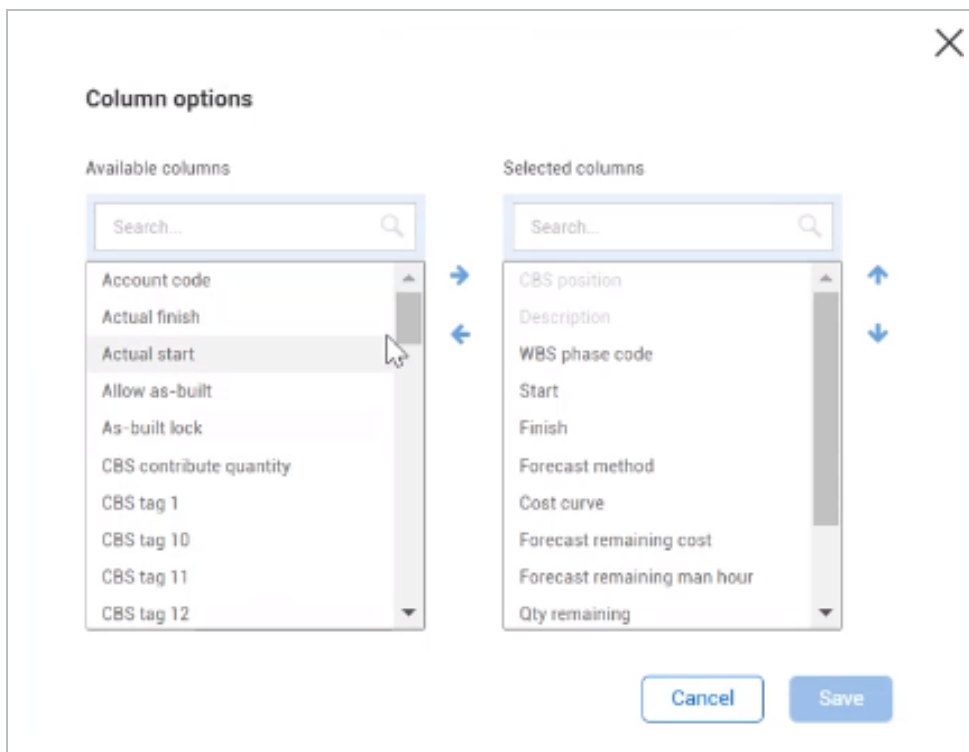 Column options
Available columns
Search...
Account code
Actual finish
Actual start
Allow as-built
As-built lock
CBS contribute quantity
CBS tag 1
CBS tag 10
CBS tag 11
CBS tag 12
Selected columns
Search...
CBS position
Description
WBS phase code
Start
Finish
Forecast method
Cost curve
Forecast remaining cost
Forecast remaining man hour
Qty remaining
Cancel
Save